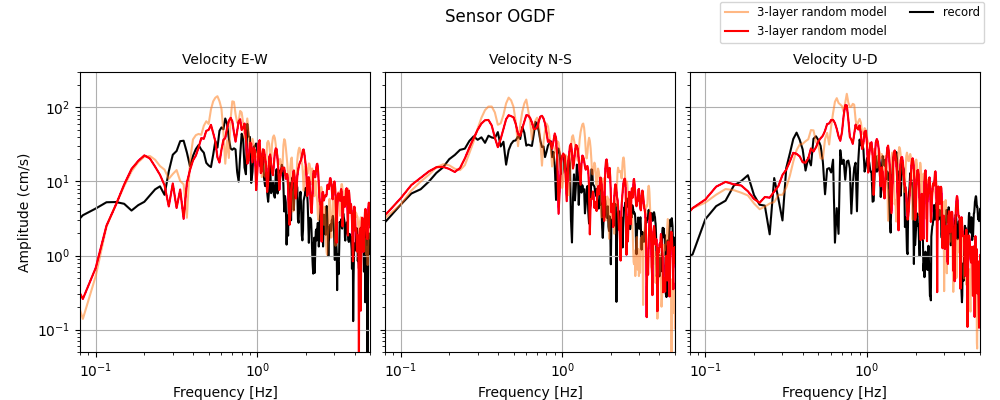 Sensor OGDF
3-layer random model
3-layer random model
record
Velocity E-W
Velocity N-S
Velocity U-D
Amplitude (cm/s)
10²
10¹
10⁰
10⁻¹
10⁻¹ 10⁰
10⁻¹ 10⁰
10⁻¹ 10⁰
Frequency [Hz]
Frequency [Hz]
Frequency [Hz]